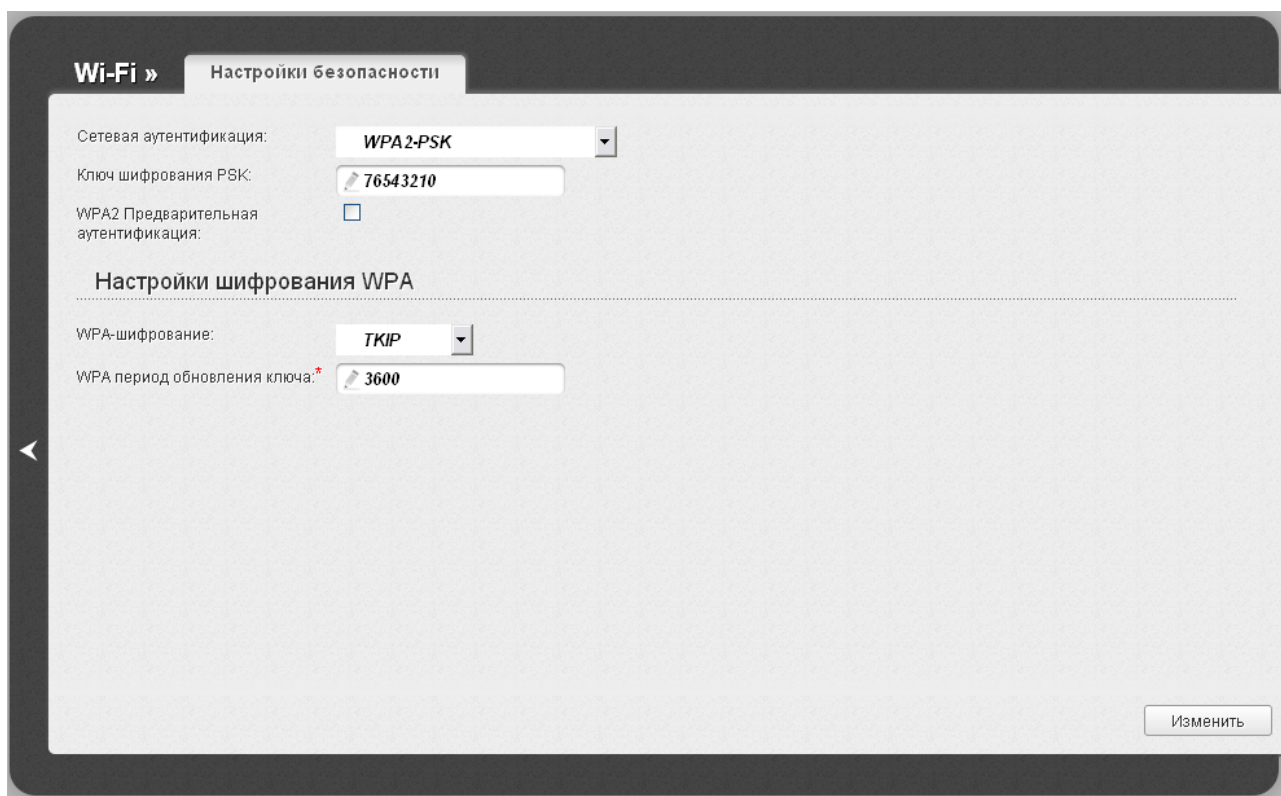 Wi-Fi »
Настройки безопасности
Сетевая аутентификация:
WPA2-PSK
Ключ шифрования PSK:
76543210
WPA2 Предварительная
аутентификация:
Настройки шифрования WPA
WPA-шифрование:
TKIP
WPA период обновления ключа:*
3600
Изменить